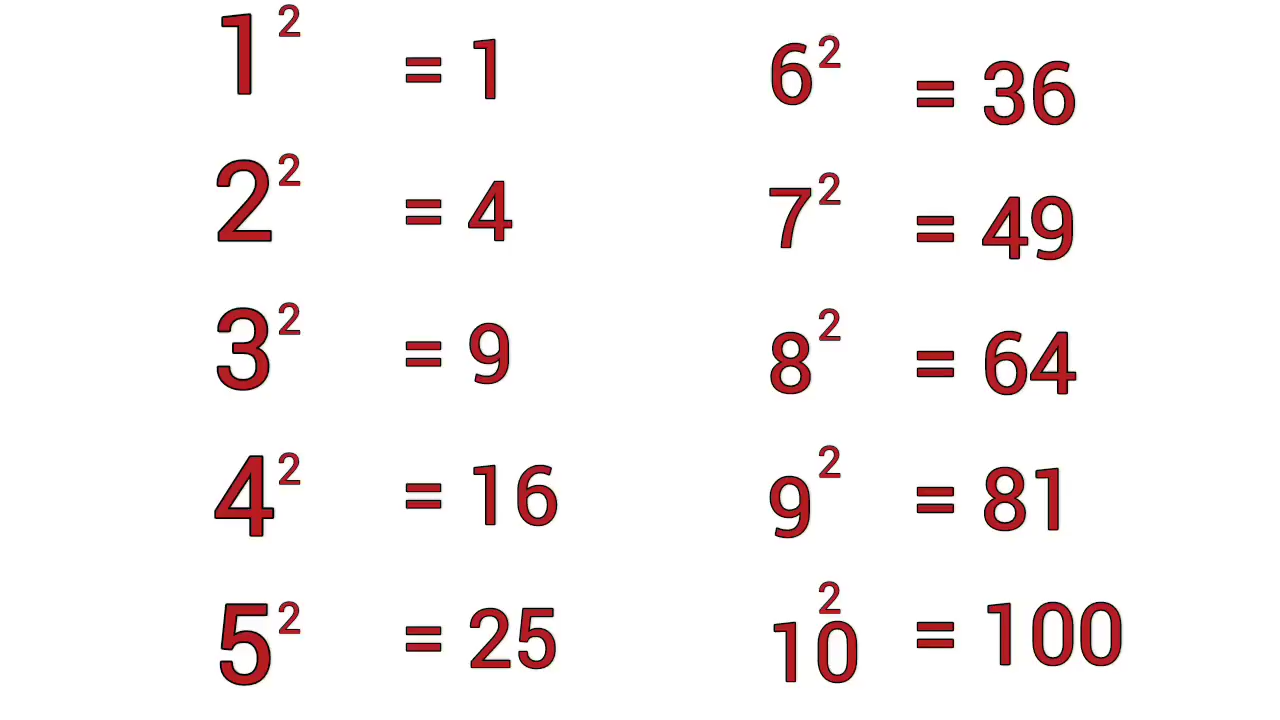 1² = 1
2² = 4
3² = 9
4² = 16
5² = 25
6² = 36
7² = 49
8² = 64
9² = 81
10² = 100